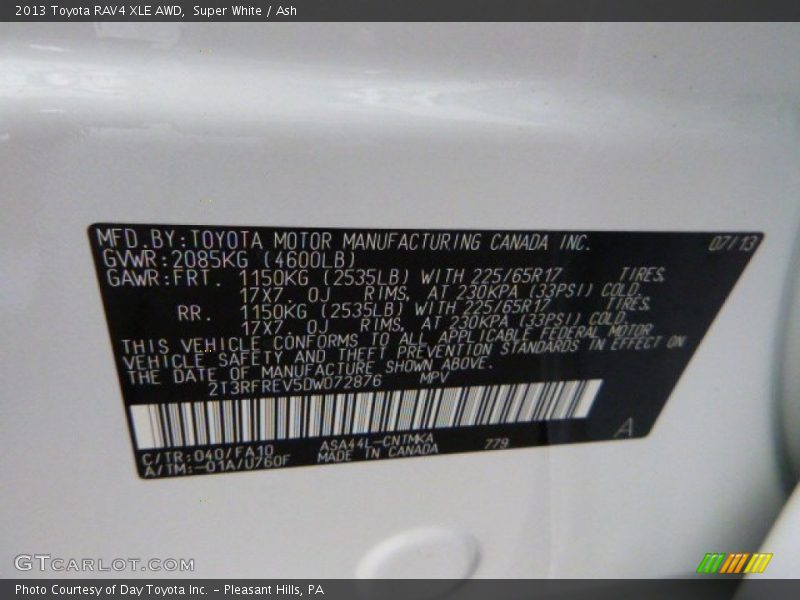 2013 Toyota RAV4 XLE AWD, Super White / Ash
MFD.BY:TOYOTA MOTOR MANUFACTURING CANADA INC. 07/13
GVWR:2085KG (4600LB)
GAWR:FRT. 1150KG (2535LB) WITH 225/65R17 TIRES,
17X7.0J RIMS, AT 230KPA (33PSI) COLD.
RR. 1150KG (2535LB) WITH 225/65R17 TIRES,
17X7.0J RIMS, AT 230KPA (33PSI) COLD.
THIS VEHICLE CONFORMS TO ALL APPLICABLE FEDERAL MOTOR
VEHICLE SAFETY AND THEFT PREVENTION STANDARDS IN EFFECT ON
THE DATE OF MANUFACTURE SHOWN ABOVE.
2T3RFREV5DW072876 MPV
C/TR:040/FA10 ASA44L-CNTMKA 779 A
A/TM:-01A/U760F MADE IN CANADA
GTCARLOT.COM
Photo Courtesy of Day Toyota Inc. - Pleasant Hills, PA